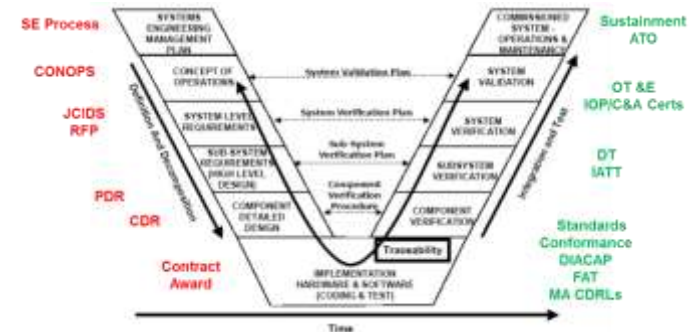 SE Process
CONOPS
JCIDS
RFP
PDR
CDR
Contract
Award
SYSTEMS
ENGINEERING
MANAGEMENT
PLAN
CONCEPT OF
OPERATIONS
SYSTEM LEVEL
REQUIREMENTS
SUB-SYSTEM
REQUIREMENTS
(HIGH LEVEL
DESIGN)
COMPONENT
DETAILED
DESIGN
Definition And Decomposition
System Validation Plan
System Verification Plan
Sub-System
Verification Plan
Component
Verification
Procedure
Traceability
IMPLEMENTATION
HARDWARE & SOFTWARE
(CODING & TEST)
COMMISSIONED
SYSTEM -
OPERATIONS &
MAINTENANCE
SYSTEM
VALIDATION
SYSTEM
VERIFICATION
SUBSYSTEM
VERIFICATION
COMPONENT
VERIFICATION
Integration and Test
Sustainment
ATO
OT &E
IOP/C&A Certs
DT
IATT
Standards
Conformance
DIACAP
FAT
MA CDRLs
Time